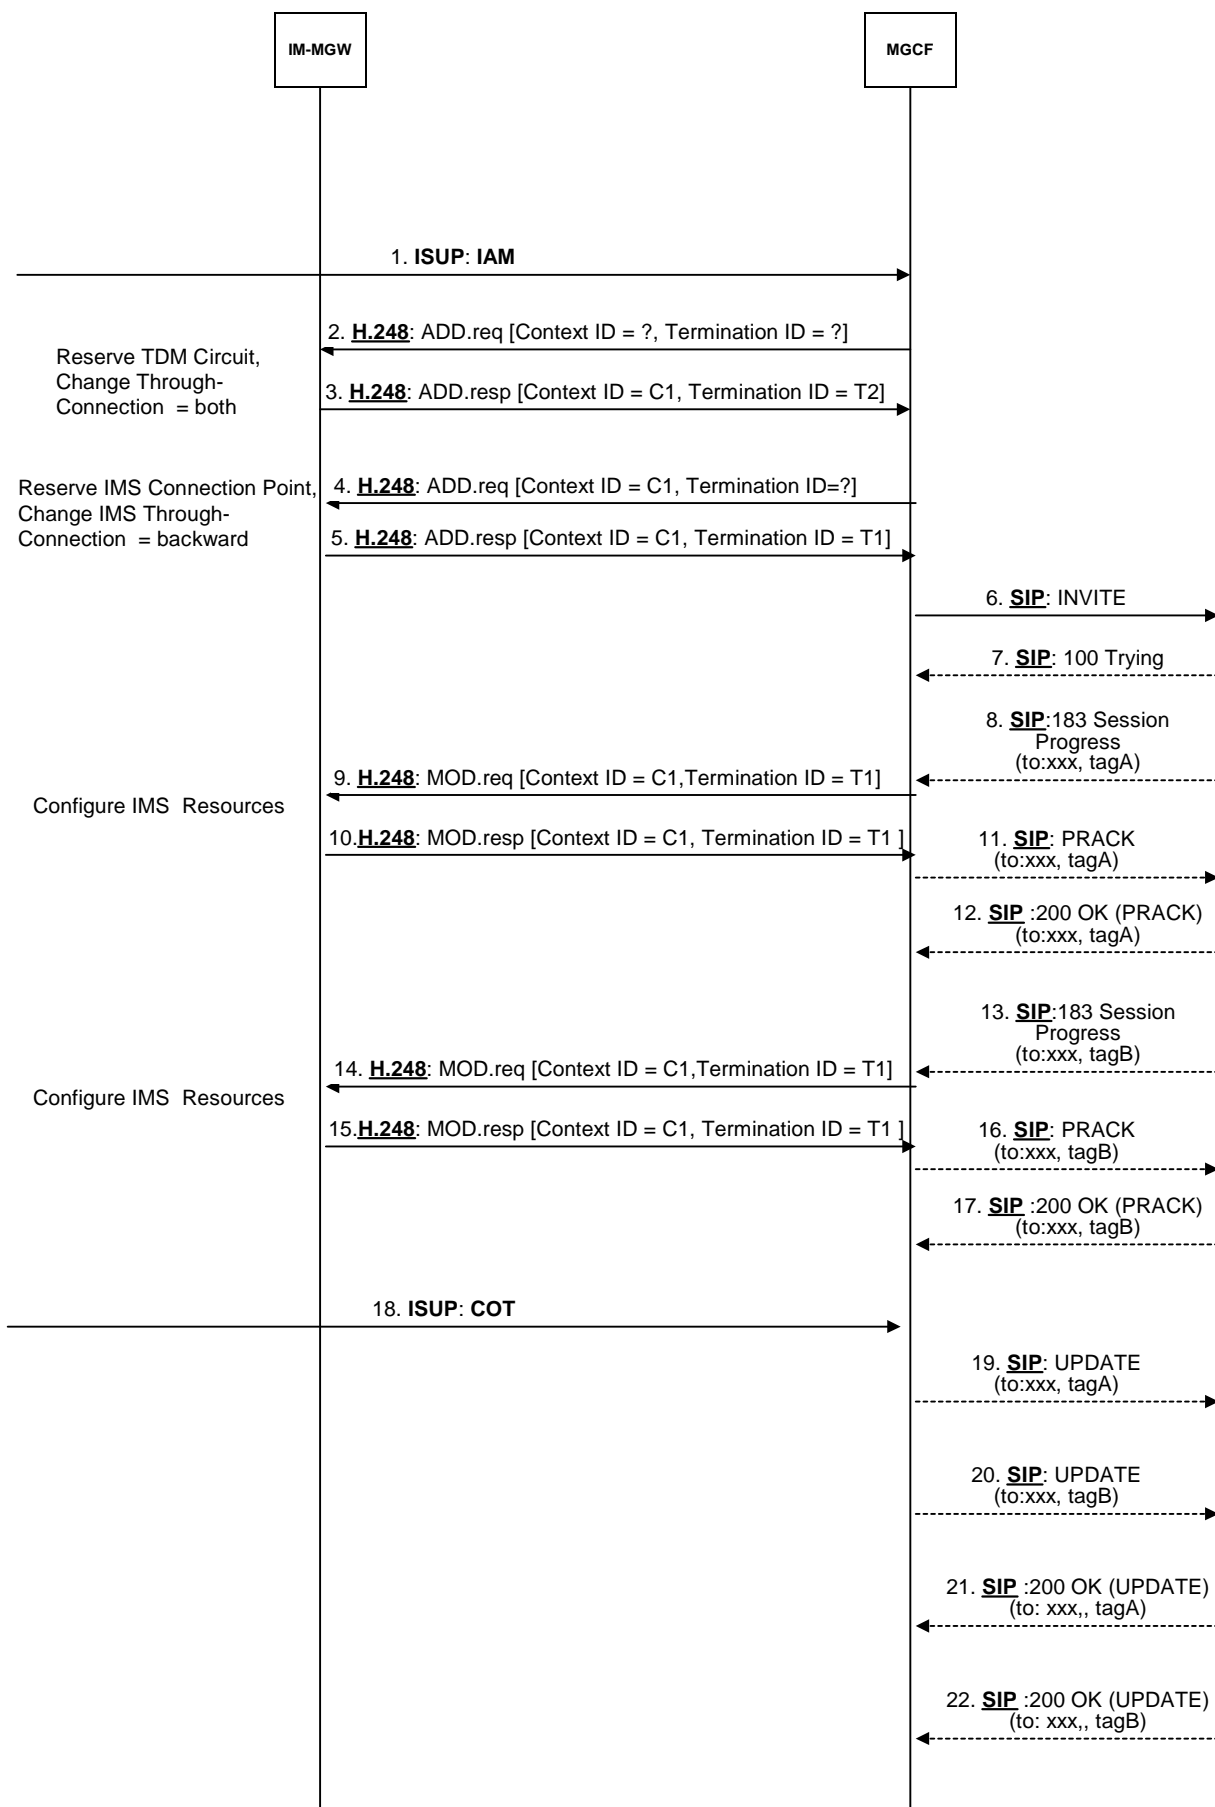 IM-MGW
MGCF
1. ISUP: IAM
2. H.248: ADD.req [Context ID = ?, Termination ID = ?]
Reserve TDM Circuit,
Change Through-
Connection = both
3. H.248: ADD.resp [Context ID = C1, Termination ID = T2]
Reserve IMS Connection Point,
Change IMS Through-
Connection = backward
4. H.248: ADD.req [Context ID = C1, Termination ID=?]
5. H.248: ADD.resp [Context ID = C1, Termination ID = T1]
6. SIP: INVITE
7. SIP: 100 Trying
8. SIP:183 Session
Progress
(to:xxx, tagA)
9. H.248: MOD.req [Context ID = C1,Termination ID = T1]
Configure IMS Resources
10.H.248: MOD.resp [Context ID = C1, Termination ID = T1 ]
11. SIP: PRACK
(to:xxx, tagA)
12. SIP :200 OK (PRACK)
(to:xxx, tagA)
13. SIP:183 Session
Progress
(to:xxx, tagB)
14. H.248: MOD.req [Context ID = C1,Termination ID = T1]
Configure IMS Resources
15.H.248: MOD.resp [Context ID = C1, Termination ID = T1 ]
16. SIP: PRACK
(to:xxx, tagB)
17. SIP :200 OK (PRACK)
(to:xxx, tagB)
18. ISUP: COT
19. SIP: UPDATE
(to:xxx, tagA)
20. SIP: UPDATE
(to:xxx, tagB)
21. SIP :200 OK (UPDATE)
(to: xxx,, tagA)
22. SIP :200 OK (UPDATE)
(to: xxx,, tagB)